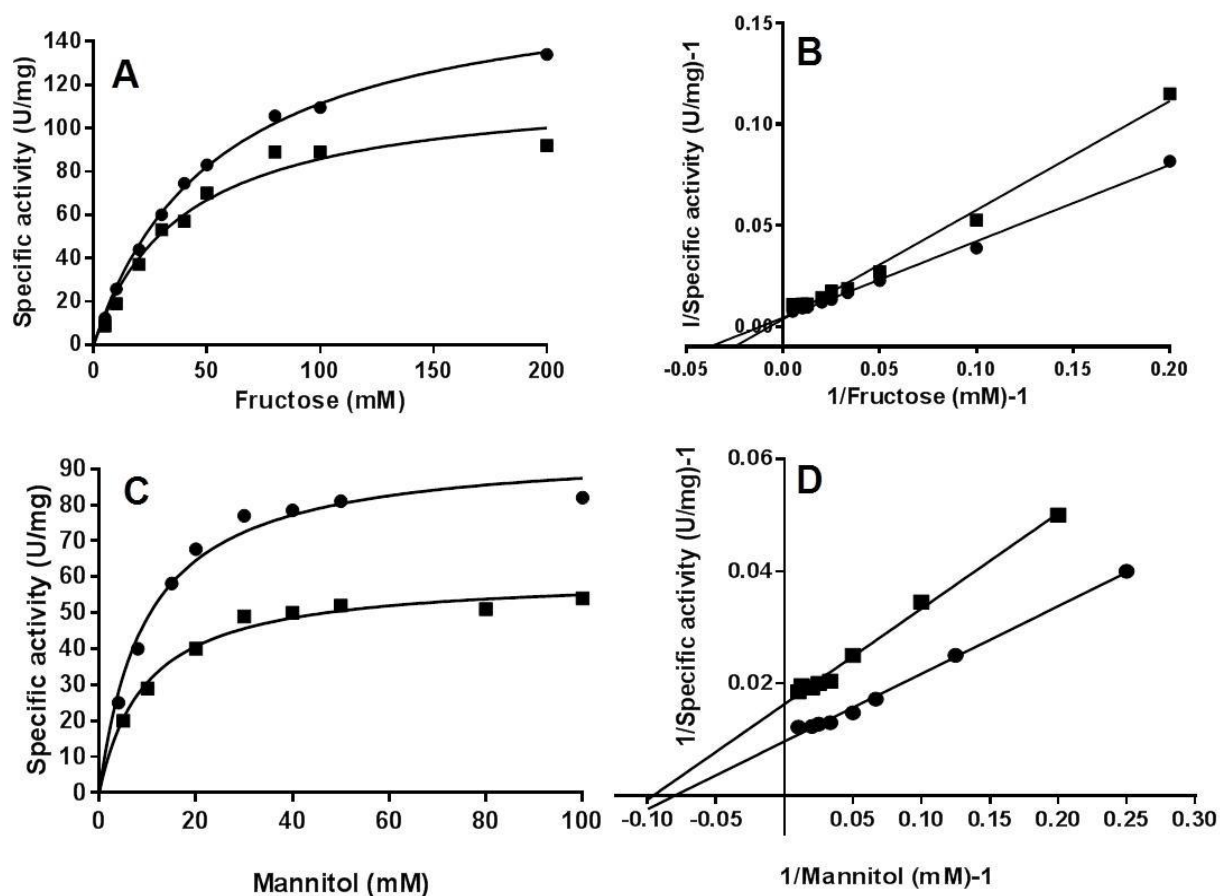 A
Specific activity (U/mg)
140
120
100
80
60
40
20
0
0 50 100 150 200
Fructose (mM)
B
I/Specific activity (U/mg)-1
0.15
0.10
0.05
0.00
-0.05 0.00 0.05 0.10 0.15 0.20
1/Fructose (mM)-1
C
Specific activity (U/mg)
90
80
70
60
50
40
30
20
10
0
0 20 40 60 80 100
Mannitol (mM)
D
1/Specific activity (U/mg)-1
0.06
0.04
0.02
-0.10 -0.05 0.05 0.10 0.15 0.20 0.25 0.30
1/Mannitol (mM)-1